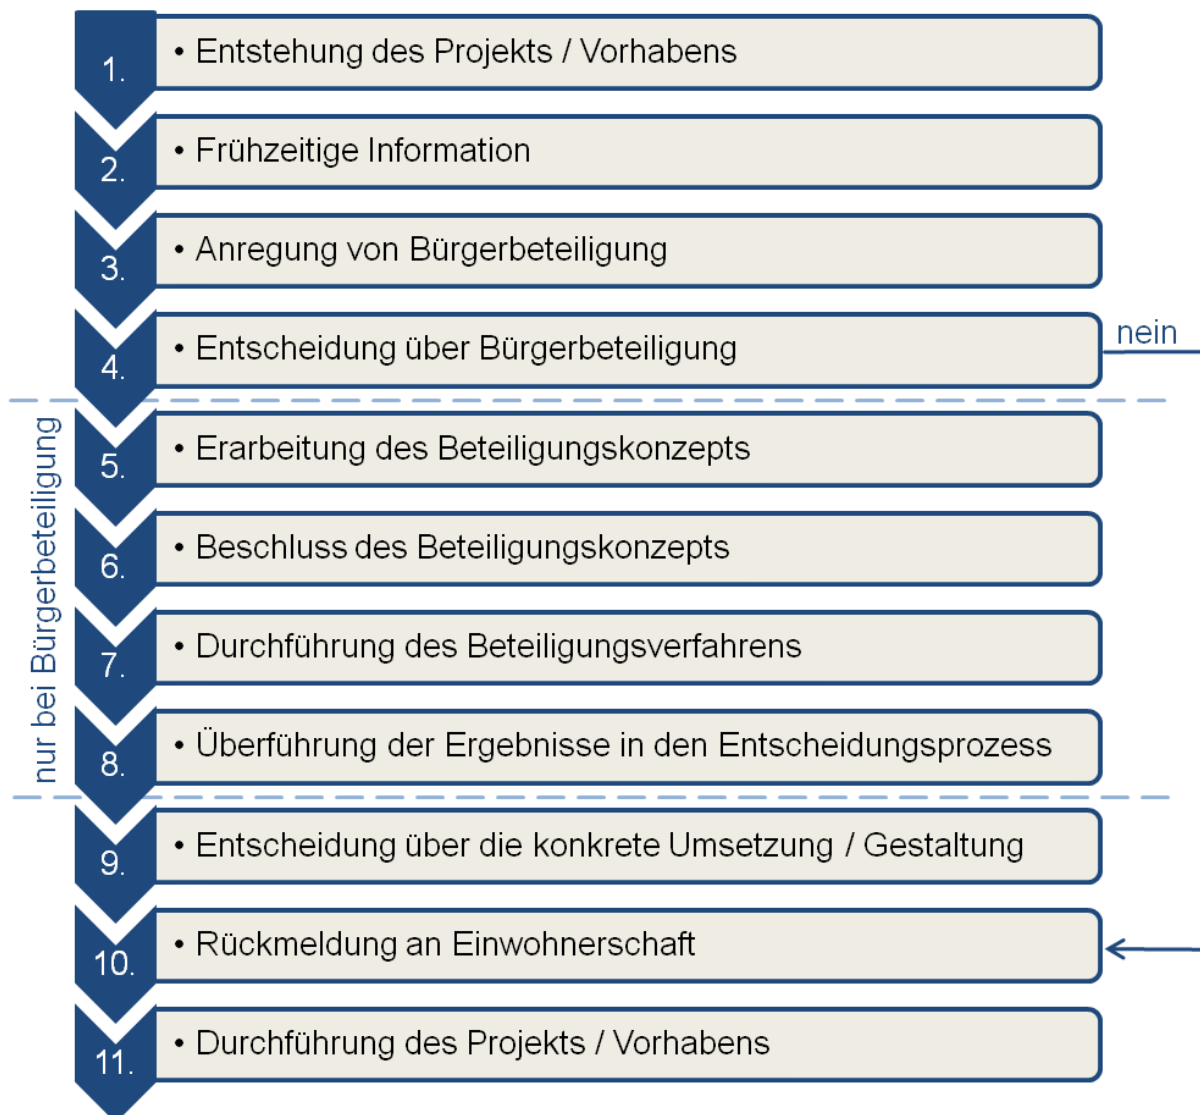 1.
• Entstehung des Projekts / Vorhabens
2.
• Frühzeitige Information
3.
• Anregung von Bürgerbeteiligung
4.
• Entscheidung über Bürgerbeteiligung
nein
nur bei Bürgerbeteiligung
5.
• Erarbeitung des Beteiligungskonzepts
6.
• Beschluss des Beteiligungskonzepts
7.
• Durchführung des Beteiligungsverfahrens
8.
• Überführung der Ergebnisse in den Entscheidungsprozess
9.
• Entscheidung über die konkrete Umsetzung / Gestaltung
10.
• Rückmeldung an Einwohnerschaft
11.
• Durchführung des Projekts / Vorhabens